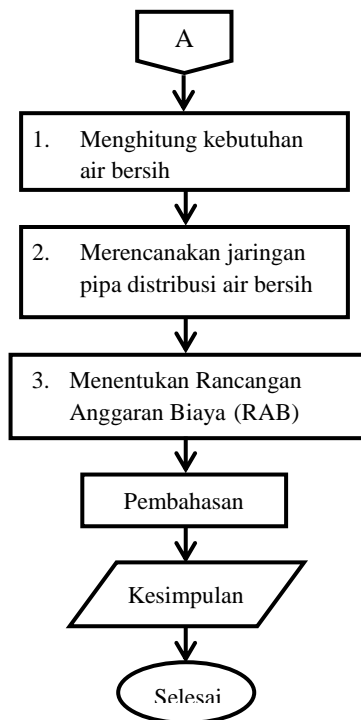 A
1. Menghitung kebutuhan
air bersih
2. Merencanakan jaringan
pipa distribusi air bersih
3. Menentukan Rancangan
Anggaran Biaya (RAB)
Pembahasan
Kesimpulan
Selesai